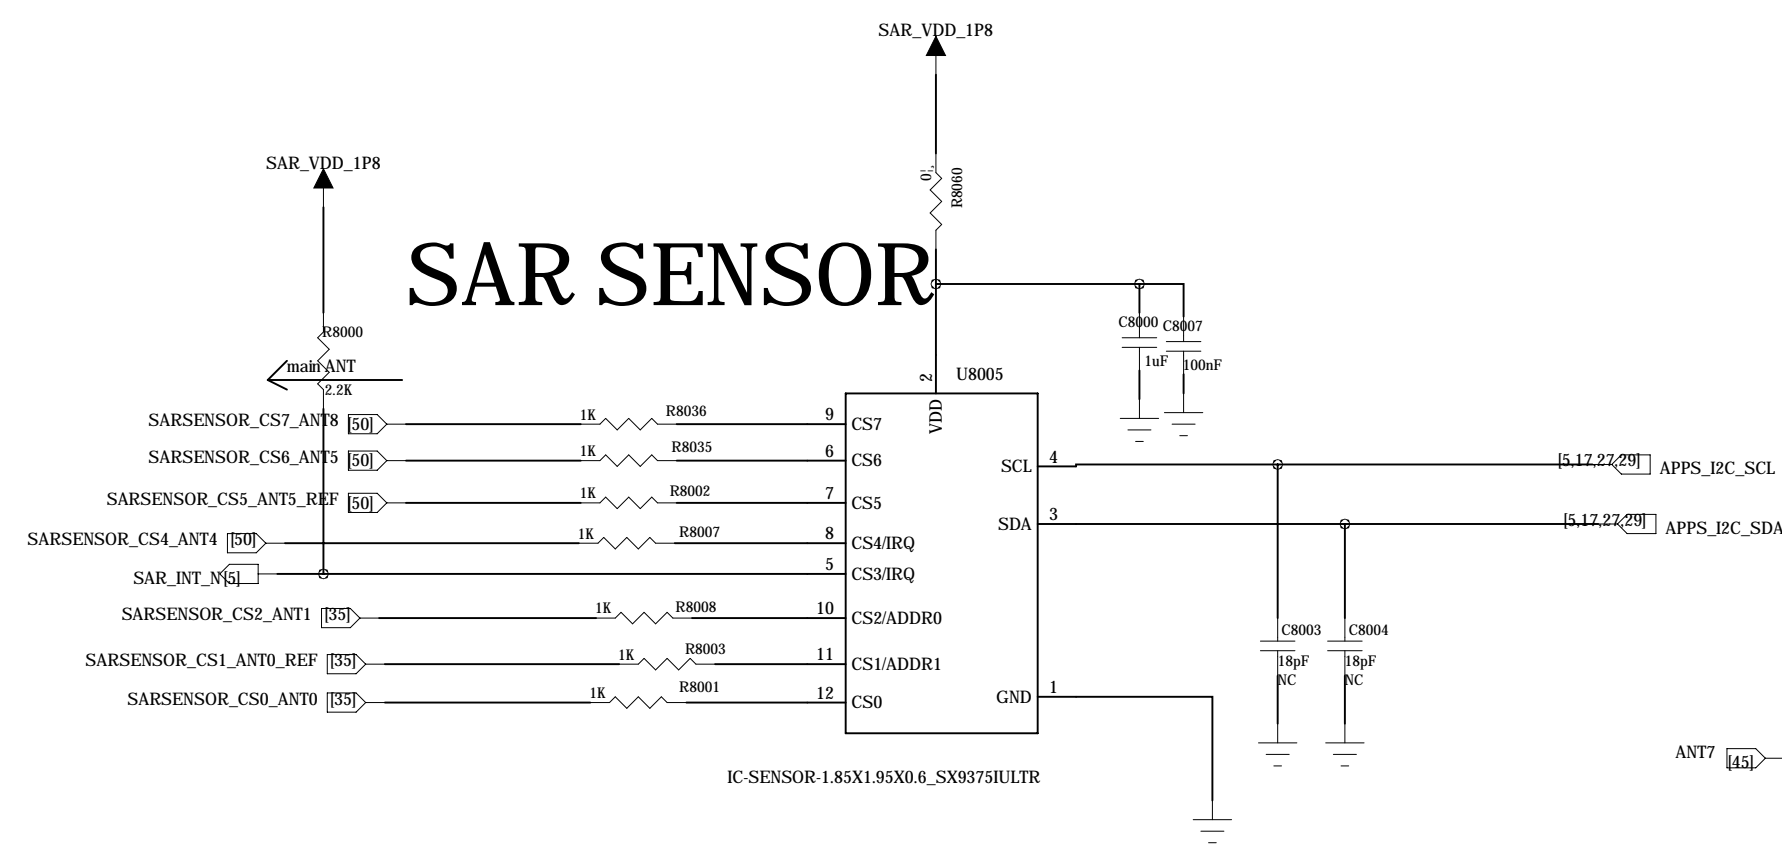 SAR_VDD_1P8
SAR_VDD_1P8
R8060
SAR SENSOR
R8000
main ANT
2.2K
C8000
C8007
1uF
100nF
2
U8005
VDD
SARSENSOR_CS7_ANT8 [50] 1K R8036 9 CS7
SARSENSOR_CS6_ANT5 [50] 1K R8035 6 CS6
SCL 4 [5,17,27,29] APPS_I2C_SCL
SARSENSOR_CS5_ANT5_REF [50] 1K R8002 7 CS5
SDA 3 [5,17,27,29] APPS_I2C_SDA
SARSENSOR_CS4_ANT4 [50] 1K R8007 8 CS4/IRQ
SAR_INT_N [5] 5 CS3/IRQ
SARSENSOR_CS2_ANT1 [35] 1K R8008 10 CS2/ADDR0
SARSENSOR_CS1_ANT0_REF [35] 1K R8003 11 CS1/ADDR1
SARSENSOR_CS0_ANT0 [35] 1K R8001 12 CS0
GND 1
C8003
18pF
NC
C8004
18pF
NC
IC-SENSOR-1.85X1.95X0.6_SX9375IULTR
ANT7 [45]